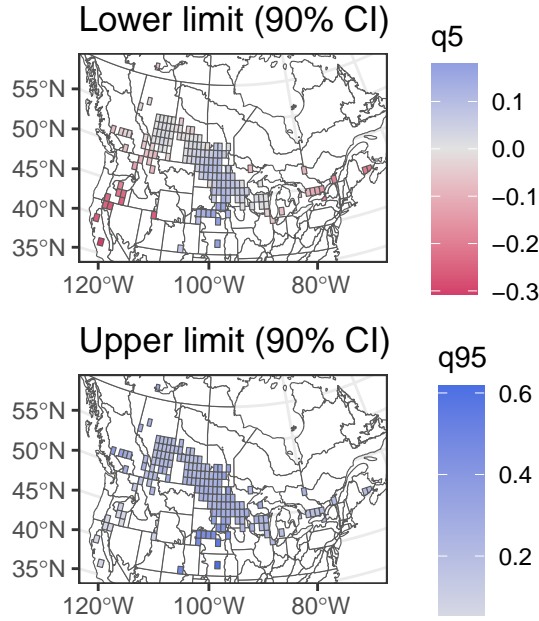 Lower limit (90% CI)
q5
55°N
50°N
45°N
40°N
35°N
120°W
100°W
80°W
0.1
0.0
−0.1
−0.2
−0.3
Upper limit (90% CI)
q95
55°N
50°N
45°N
40°N
35°N
120°W
100°W
80°W
0.6
0.4
0.2